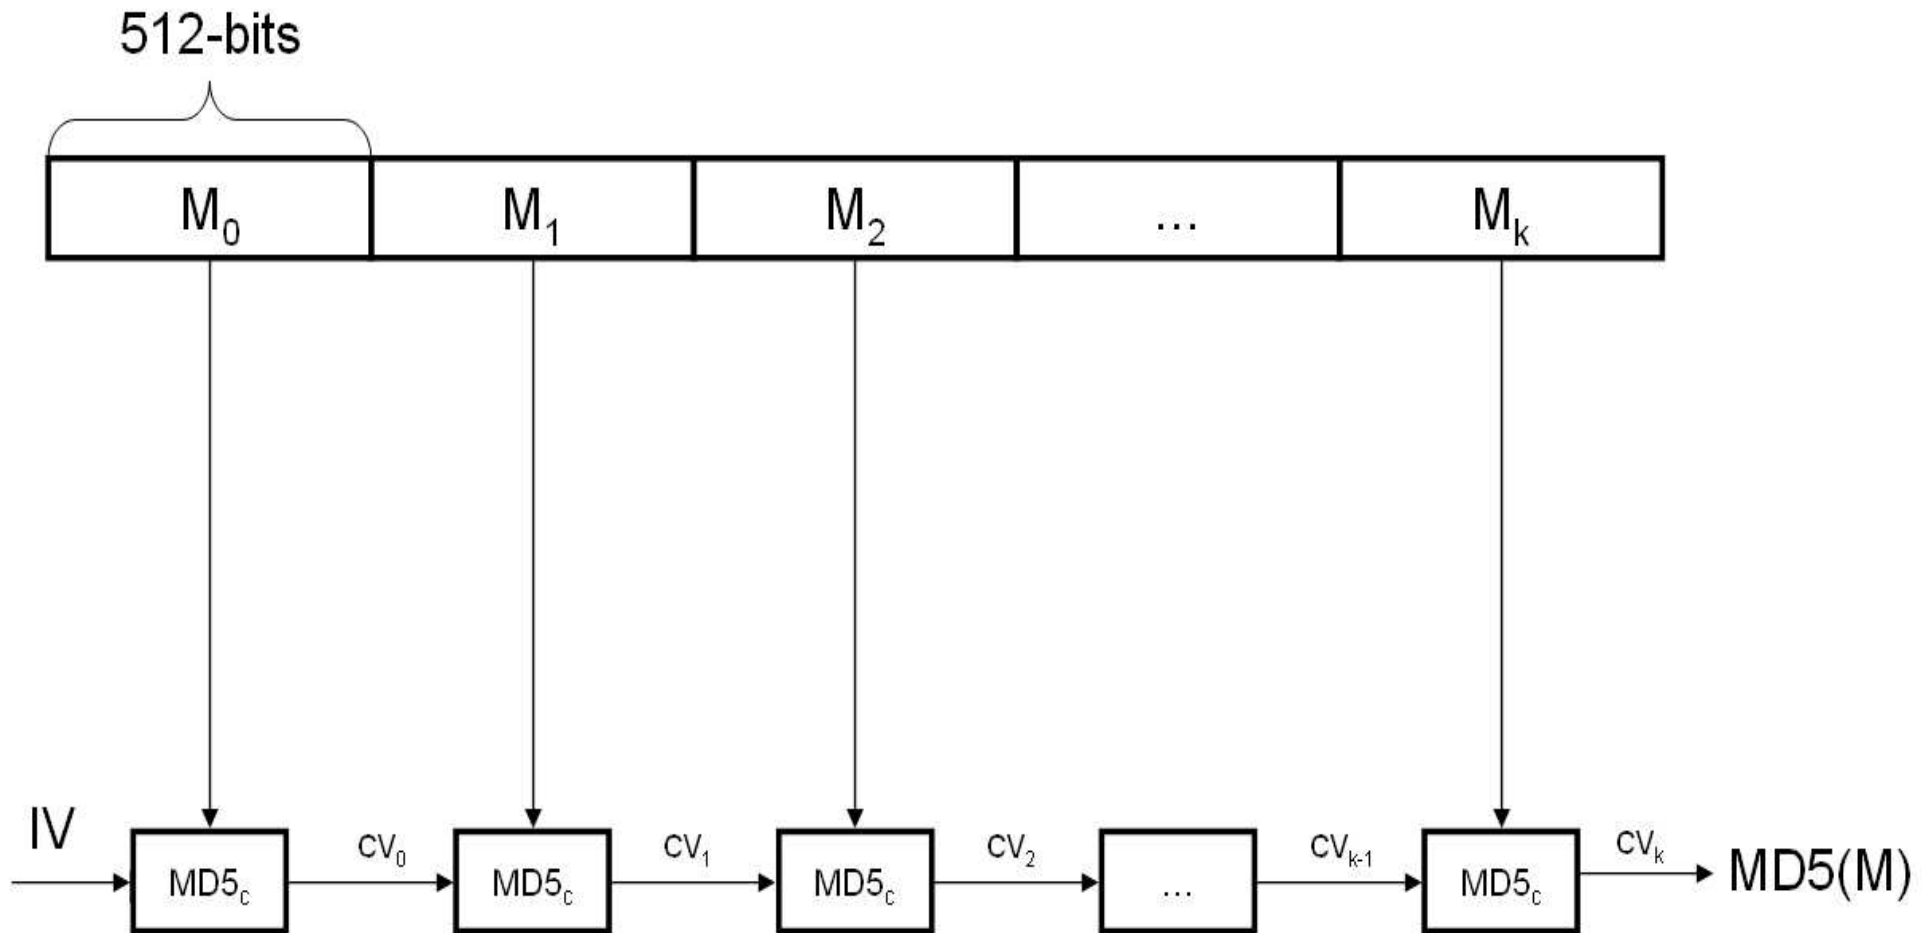 512-bits
M₀ M₁ M₂ ... Mₖ
IV CV₀ CV₁ CV₂ CVₖ₋₁ CVₖ
MD5c MD5c MD5c ... MD5c MD5(M)